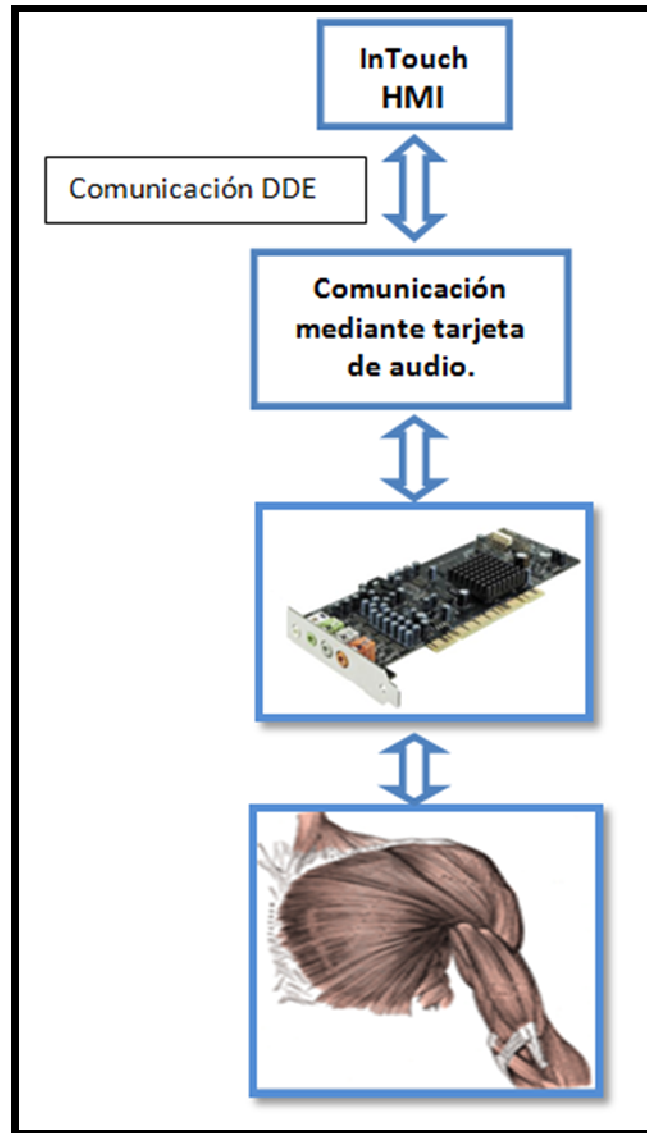 InTouch
HMI
Comunicación DDE
Comunicación
mediante tarjeta
de audio.